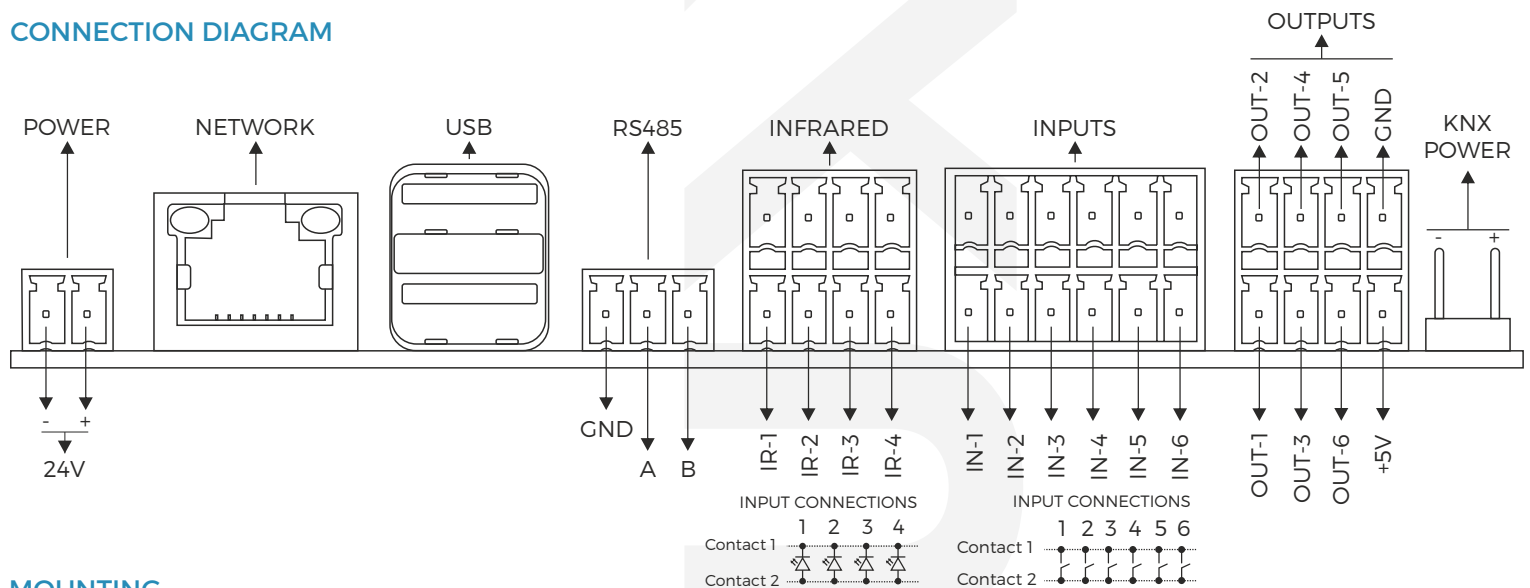 CONNECTION DIAGRAM
OUTPUTS
OUT-2
OUT-4
OUT-5
GND
POWER
NETWORK
USB
RS485
INFRARED
INPUTS
KNX
POWER
- +
- +
24V
GND
A B
IR-1
IR-2
IR-3
IR-4
IN-1
IN-2
IN-3
IN-4
IN-5
IN-6
OUT-1
OUT-3
OUT-6
+5V
INPUT CONNECTIONS
1 2 3 4
Contact 1
Contact 2
INPUT CONNECTIONS
1 2 3 4 5 6
Contact 1
Contact 2
MOUNTING